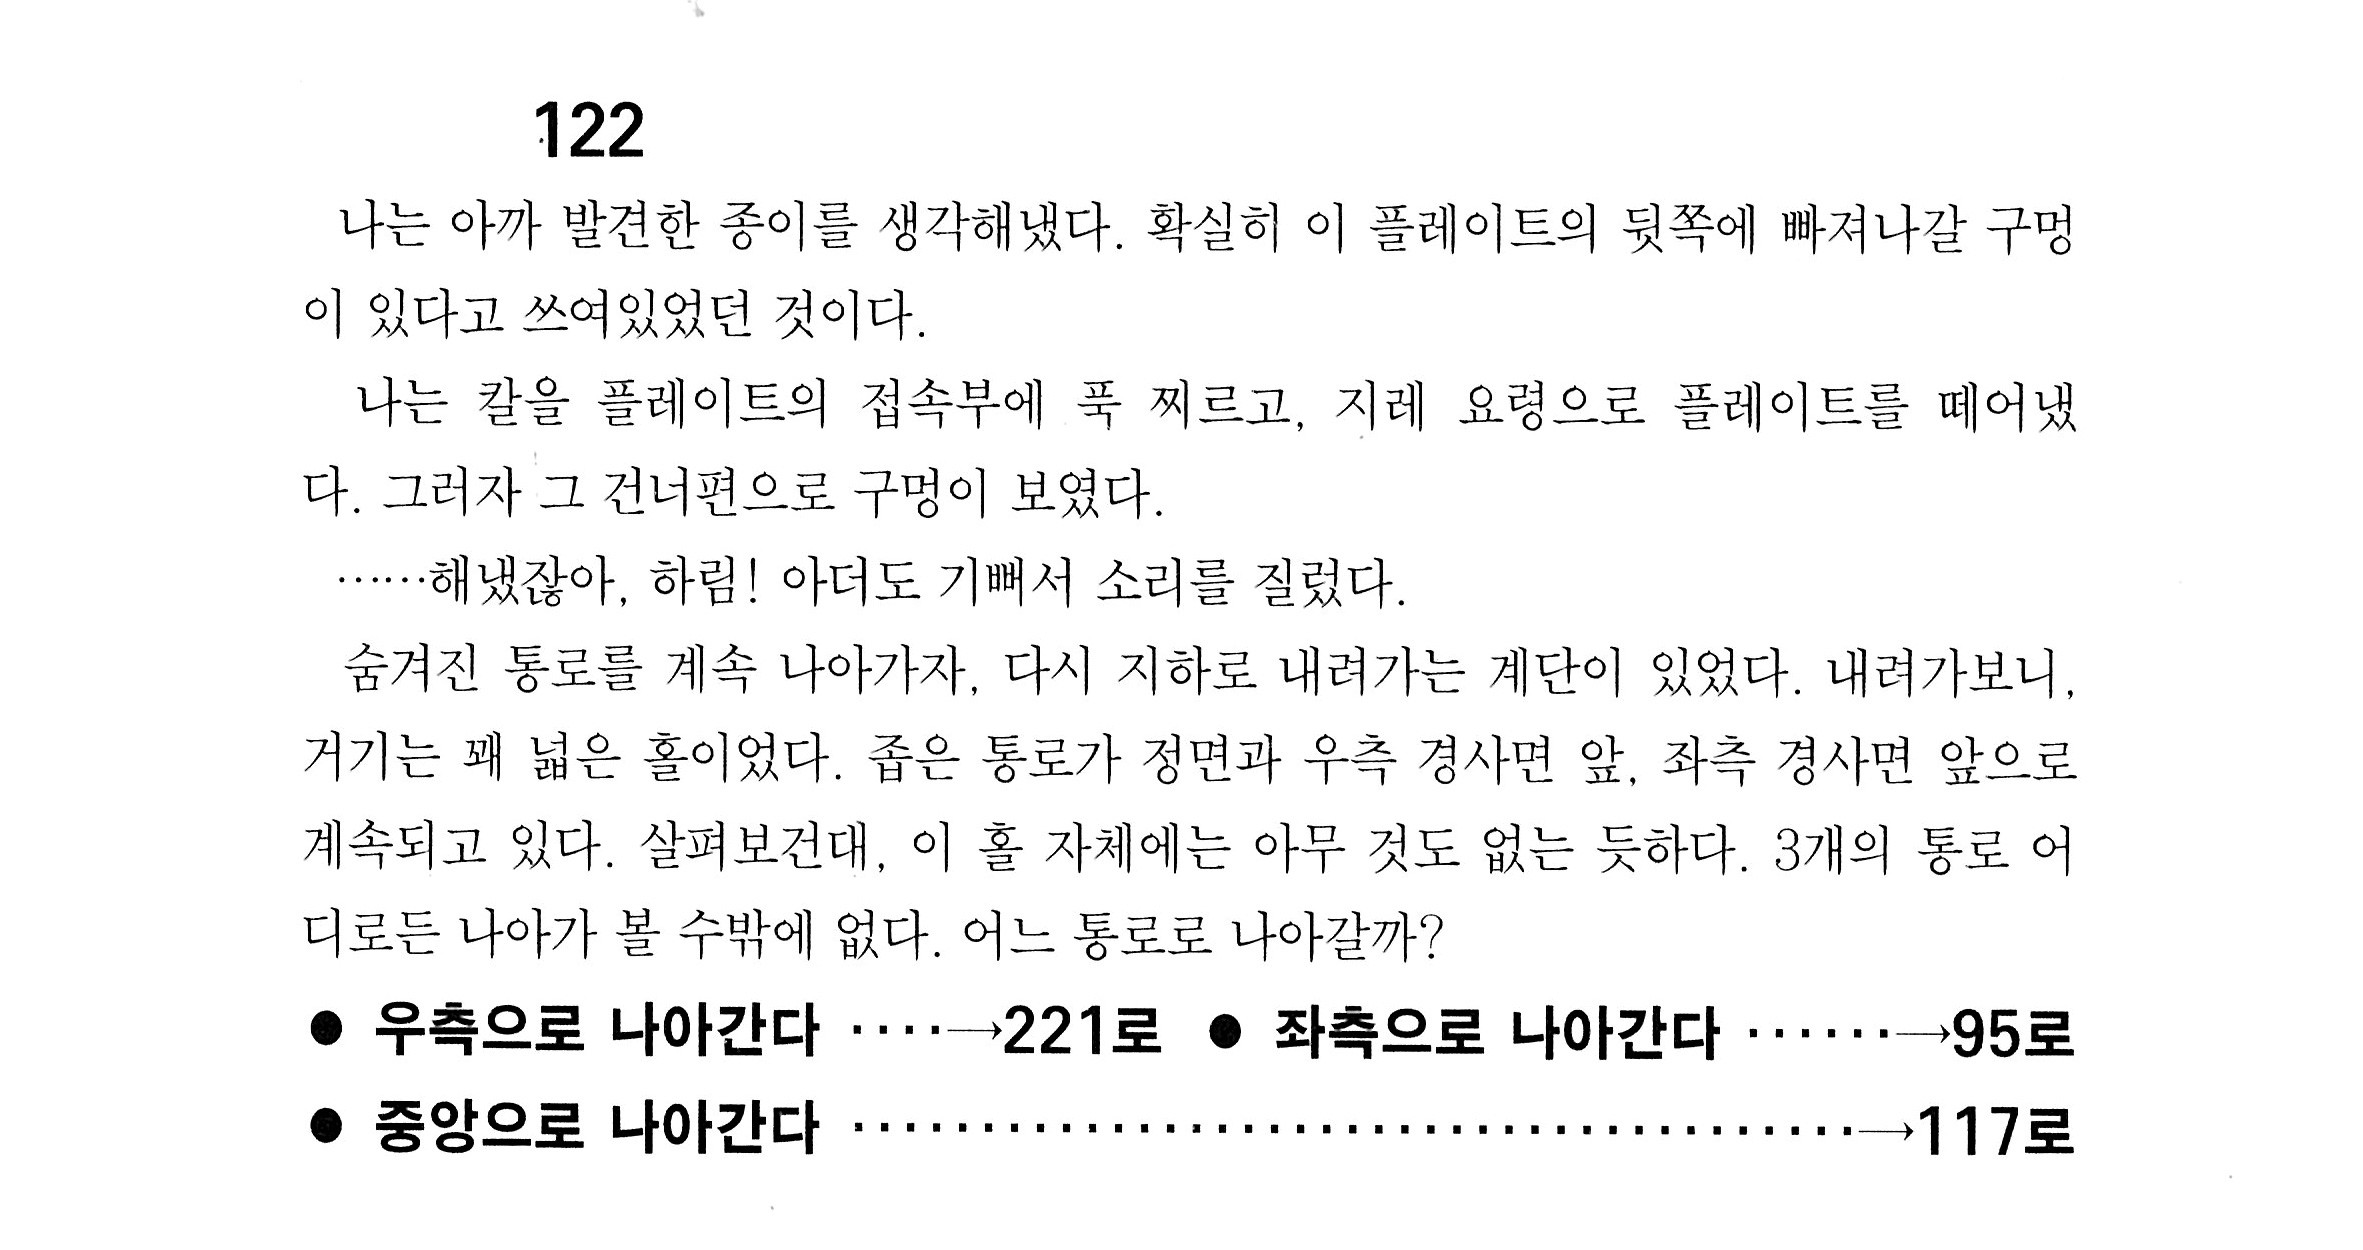 122
나는 아까 발견한 종이를 생각해냈다. 확실히 이 플레이트의 뒷쪽에 빠져나갈 구멍
이 있다고 쓰여있었던 것이다.
나는 칼을 플레이트의 접속부에 푹 찌르고, 지레 요령으로 플레이트를 떼어냈
다. 그러자 그 건너편으로 구멍이 보였다.
……해냈잖아, 하림! 아더도 기뻐서 소리를 질렀다.
숨겨진 통로를 계속 나아가자, 다시 지하로 내려가는 계단이 있었다. 내려가보니,
거기는 꽤 넓은 홀이었다. 좁은 통로가 정면과 우측 경사면 앞, 좌측 경사면 앞으로
계속되고 있다. 살펴보건대, 이 홀 자체에는 아무 것도 없는 듯하다. 3개의 통로 어
디로든 나아가 볼 수밖에 없다. 어느 통로로 나아갈까?
● 우측으로 나아간다 ····→221로 ● 좌측으로 나아간다 ······→95로
● 중앙으로 나아간다 ·······································→117로